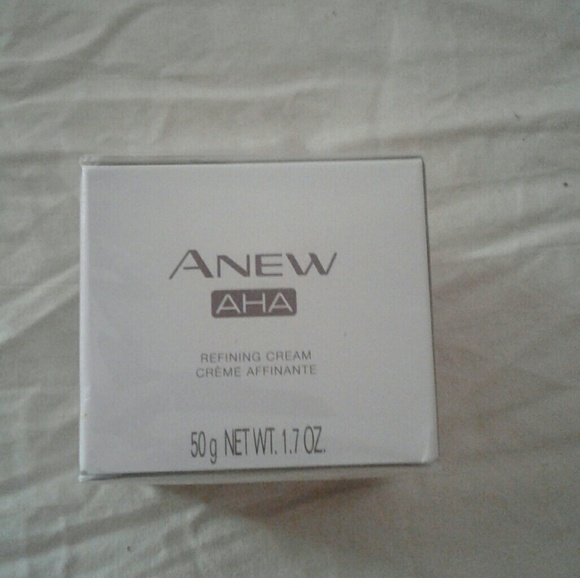 ANEW
AHA
REFINING CREAM
CRÈME AFFINANTE
50 g NET WT. 1.7 OZ.